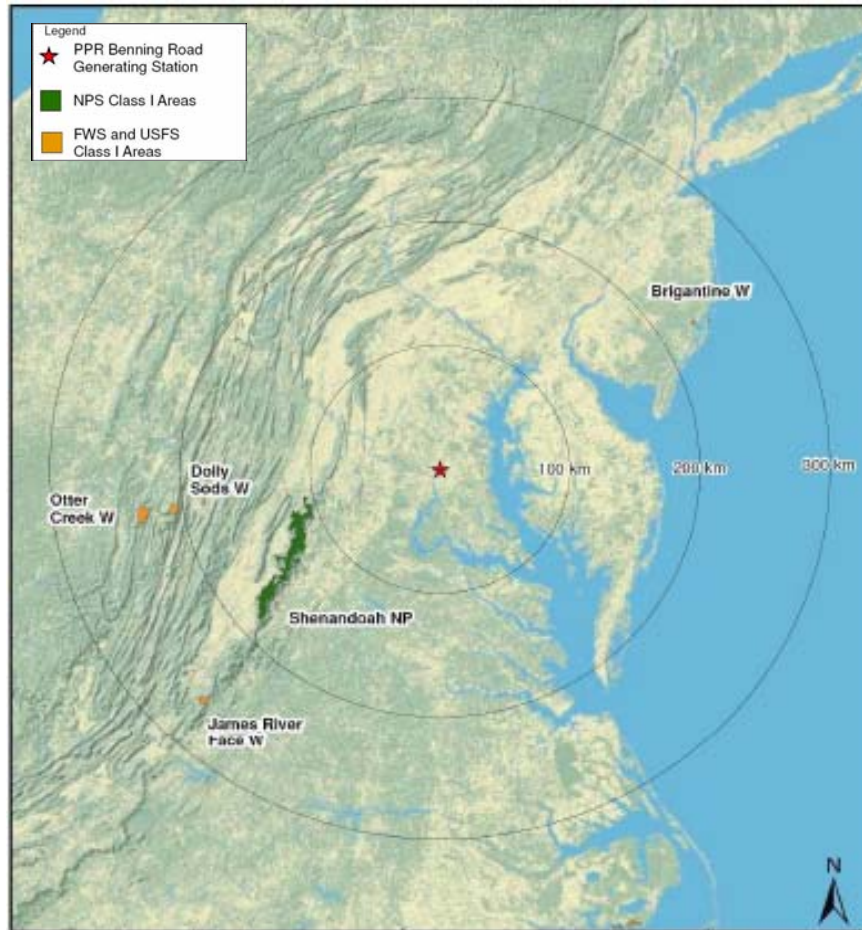 Legend
PPR Benning Road
Generating Station
NPS Class I Areas
FWS and USFS
Class I Areas
Brigantine W
100 km
200 km
300 km
Dolly
Sods W
Otter
Creek W
Shenandoah NP
James River
Face W
N